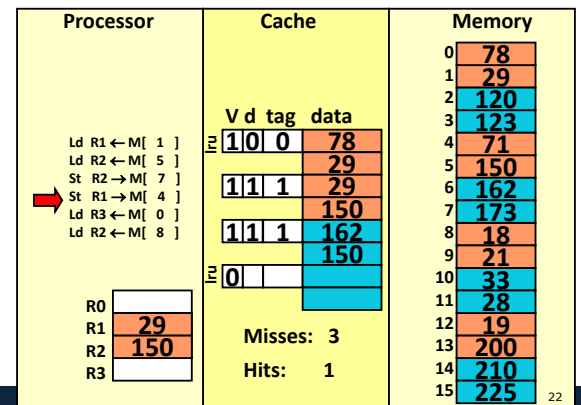 Processor
Ld R1 ← M[ 1 ]
Ld R2 ← M[ 5 ]
St R2 → M[ 7 ]
St R1 → M[ 4 ]
Ld R3 ← M[ 0 ]
Ld R2 ← M[ 8 ]
R0
R1 29
R2 150
R3
Cache
V d tag data
lru 1 0 0 78
29
1 1 1 29
150
1 1 1 162
150
lru 0
Misses: 3
Hits: 1
Memory
0 78
1 29
2 120
3 123
4 71
5 150
6 162
7 173
8 18
9 21
10 33
11 28
12 19
13 200
14 210
15 225
22